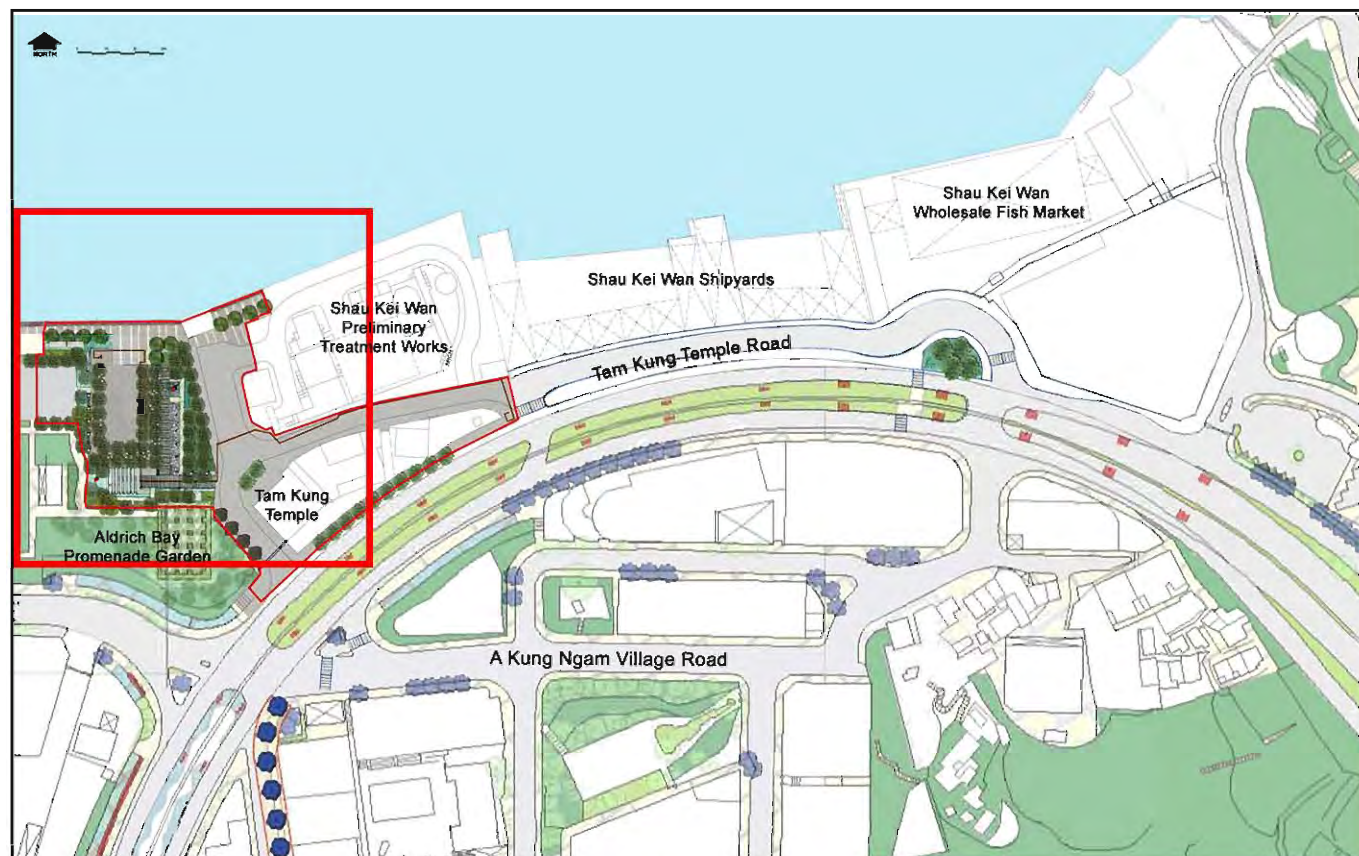 NORTH
Shau Kei Wan
Wholesale Fish Market
Shau Kei Wan Shipyards
Shau Kei Wan
Preliminary
Treatment Works
Tam Kung Temple Road
Tam Kung
Temple
Aldrich Bay
Promenade Garden
A Kung Ngam Village Road